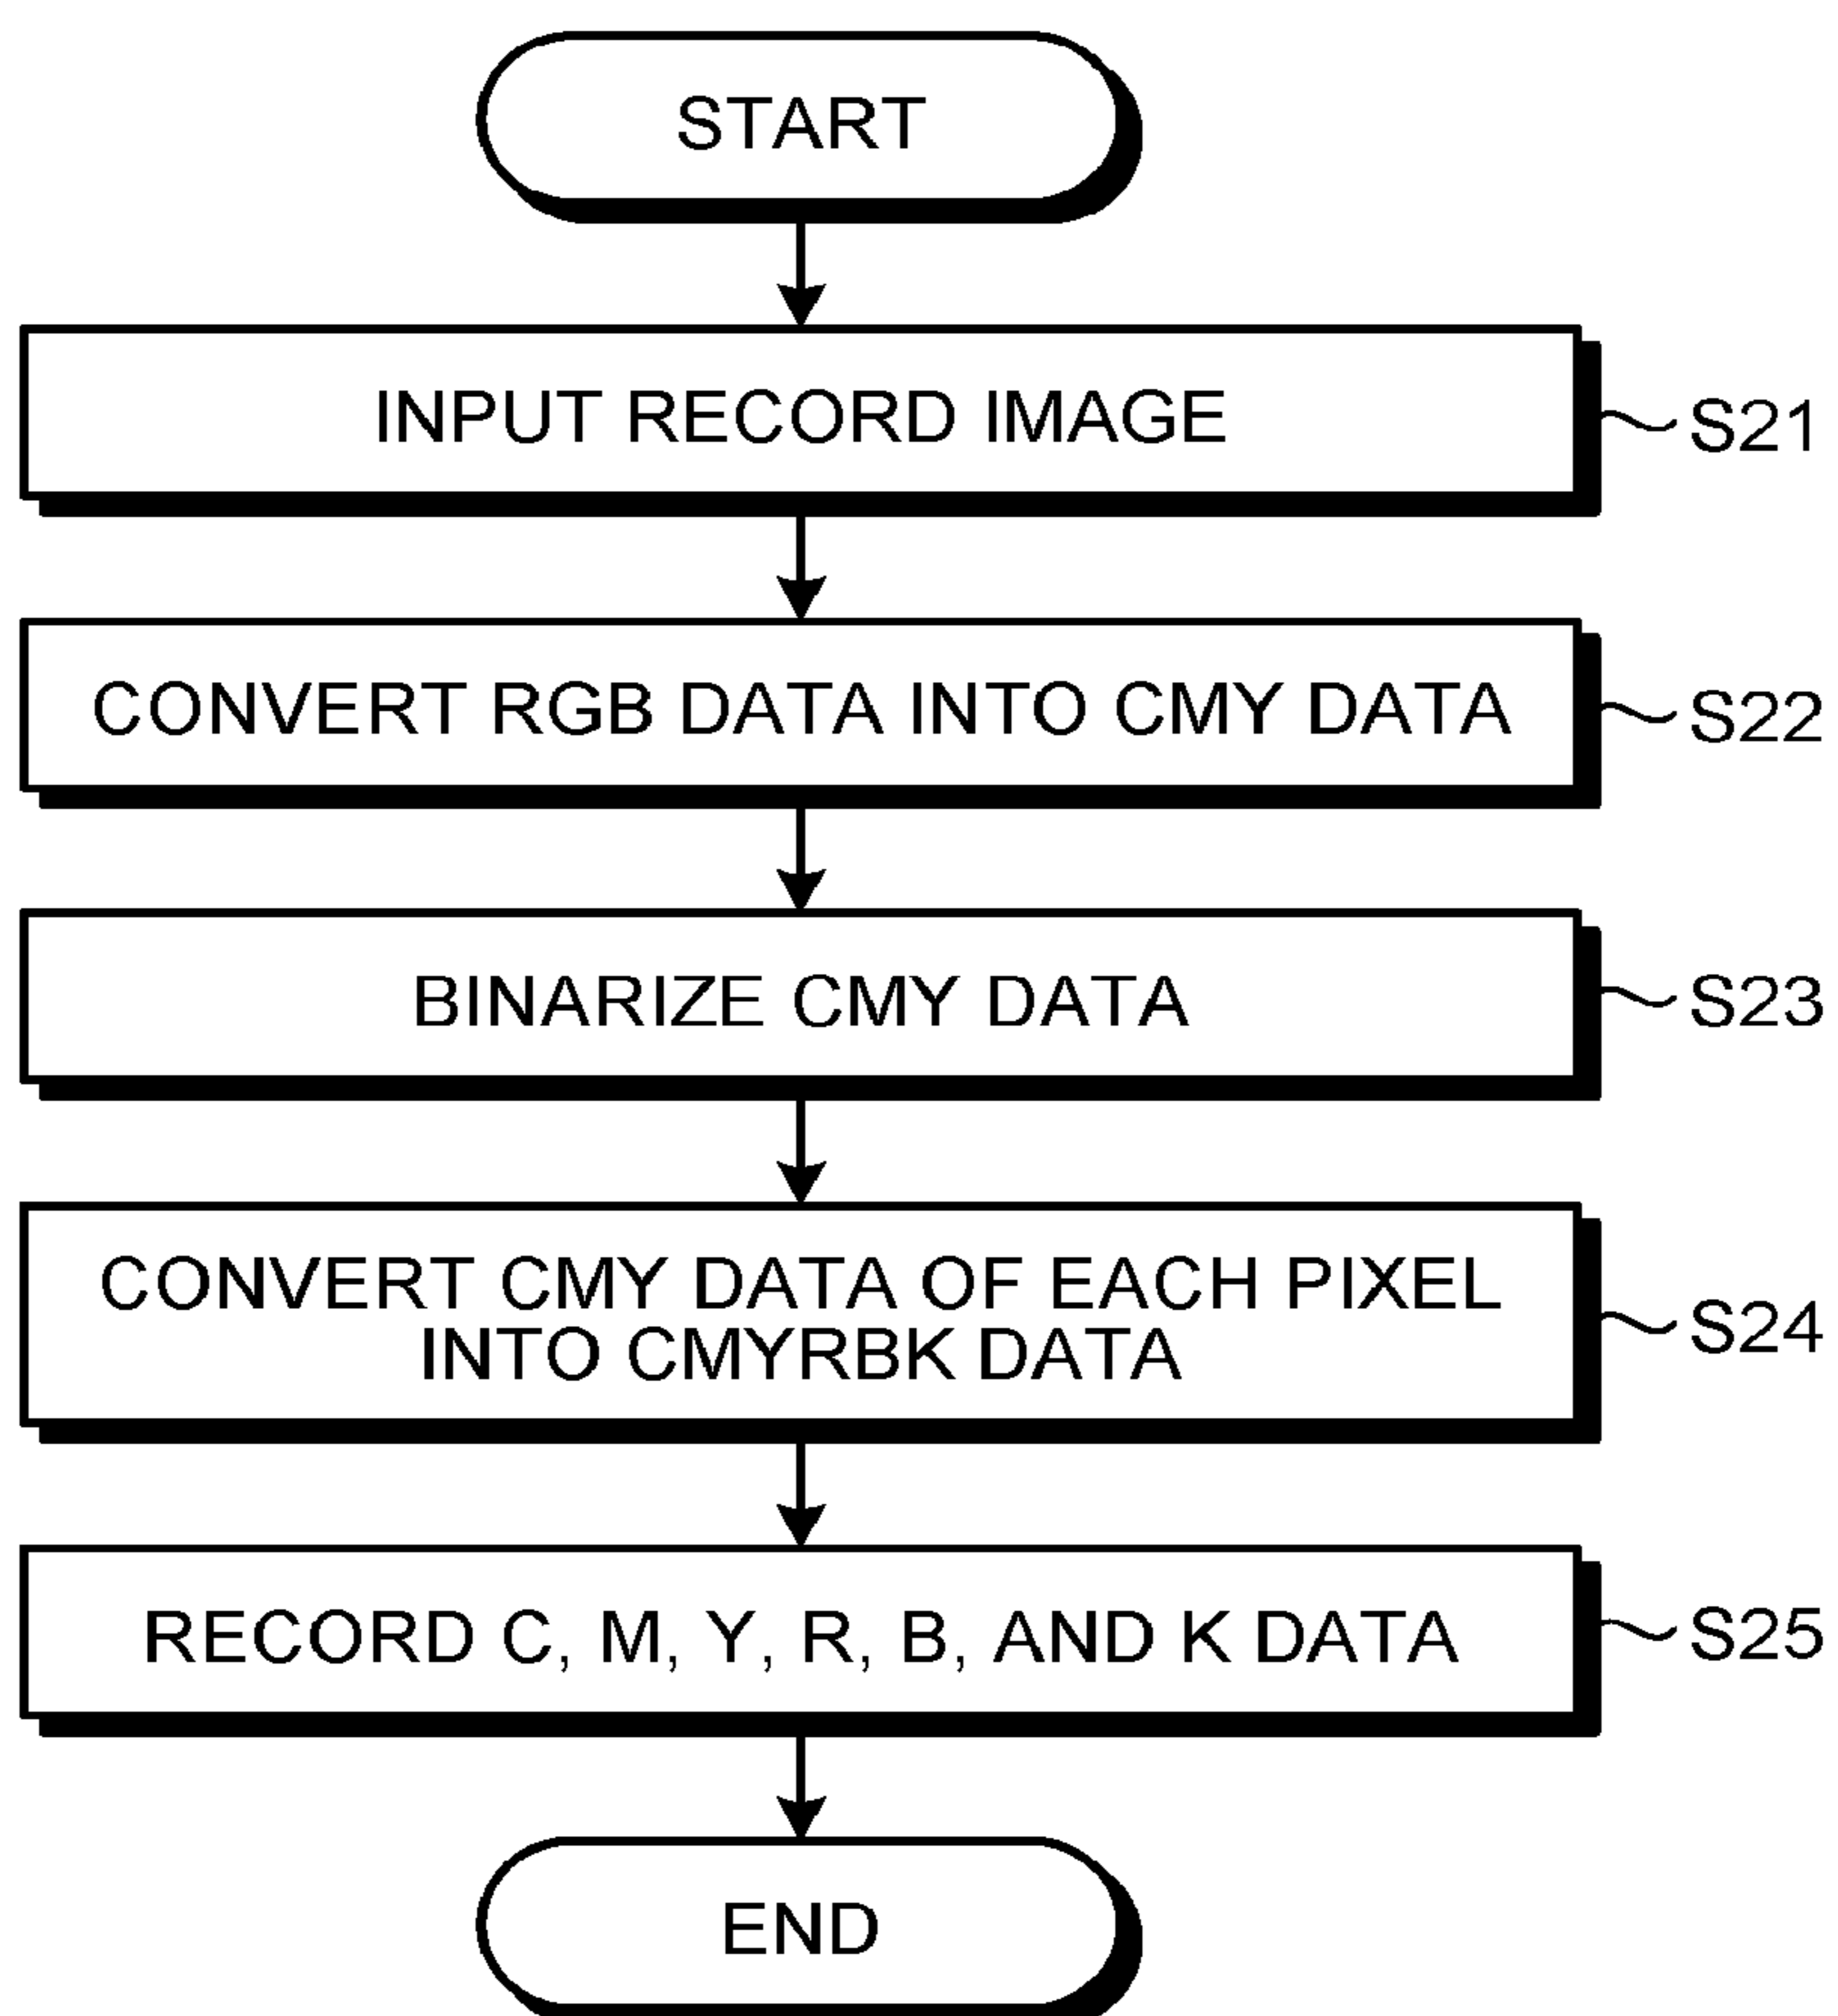 START
INPUT RECORD IMAGE
S21
CONVERT RGB DATA INTO CMY DATA
S22
BINARIZE CMY DATA
S23
CONVERT CMY DATA OF EACH PIXEL
INTO CMYRBK DATA
S24
RECORD C, M, Y, R, B, AND K DATA
S25
END